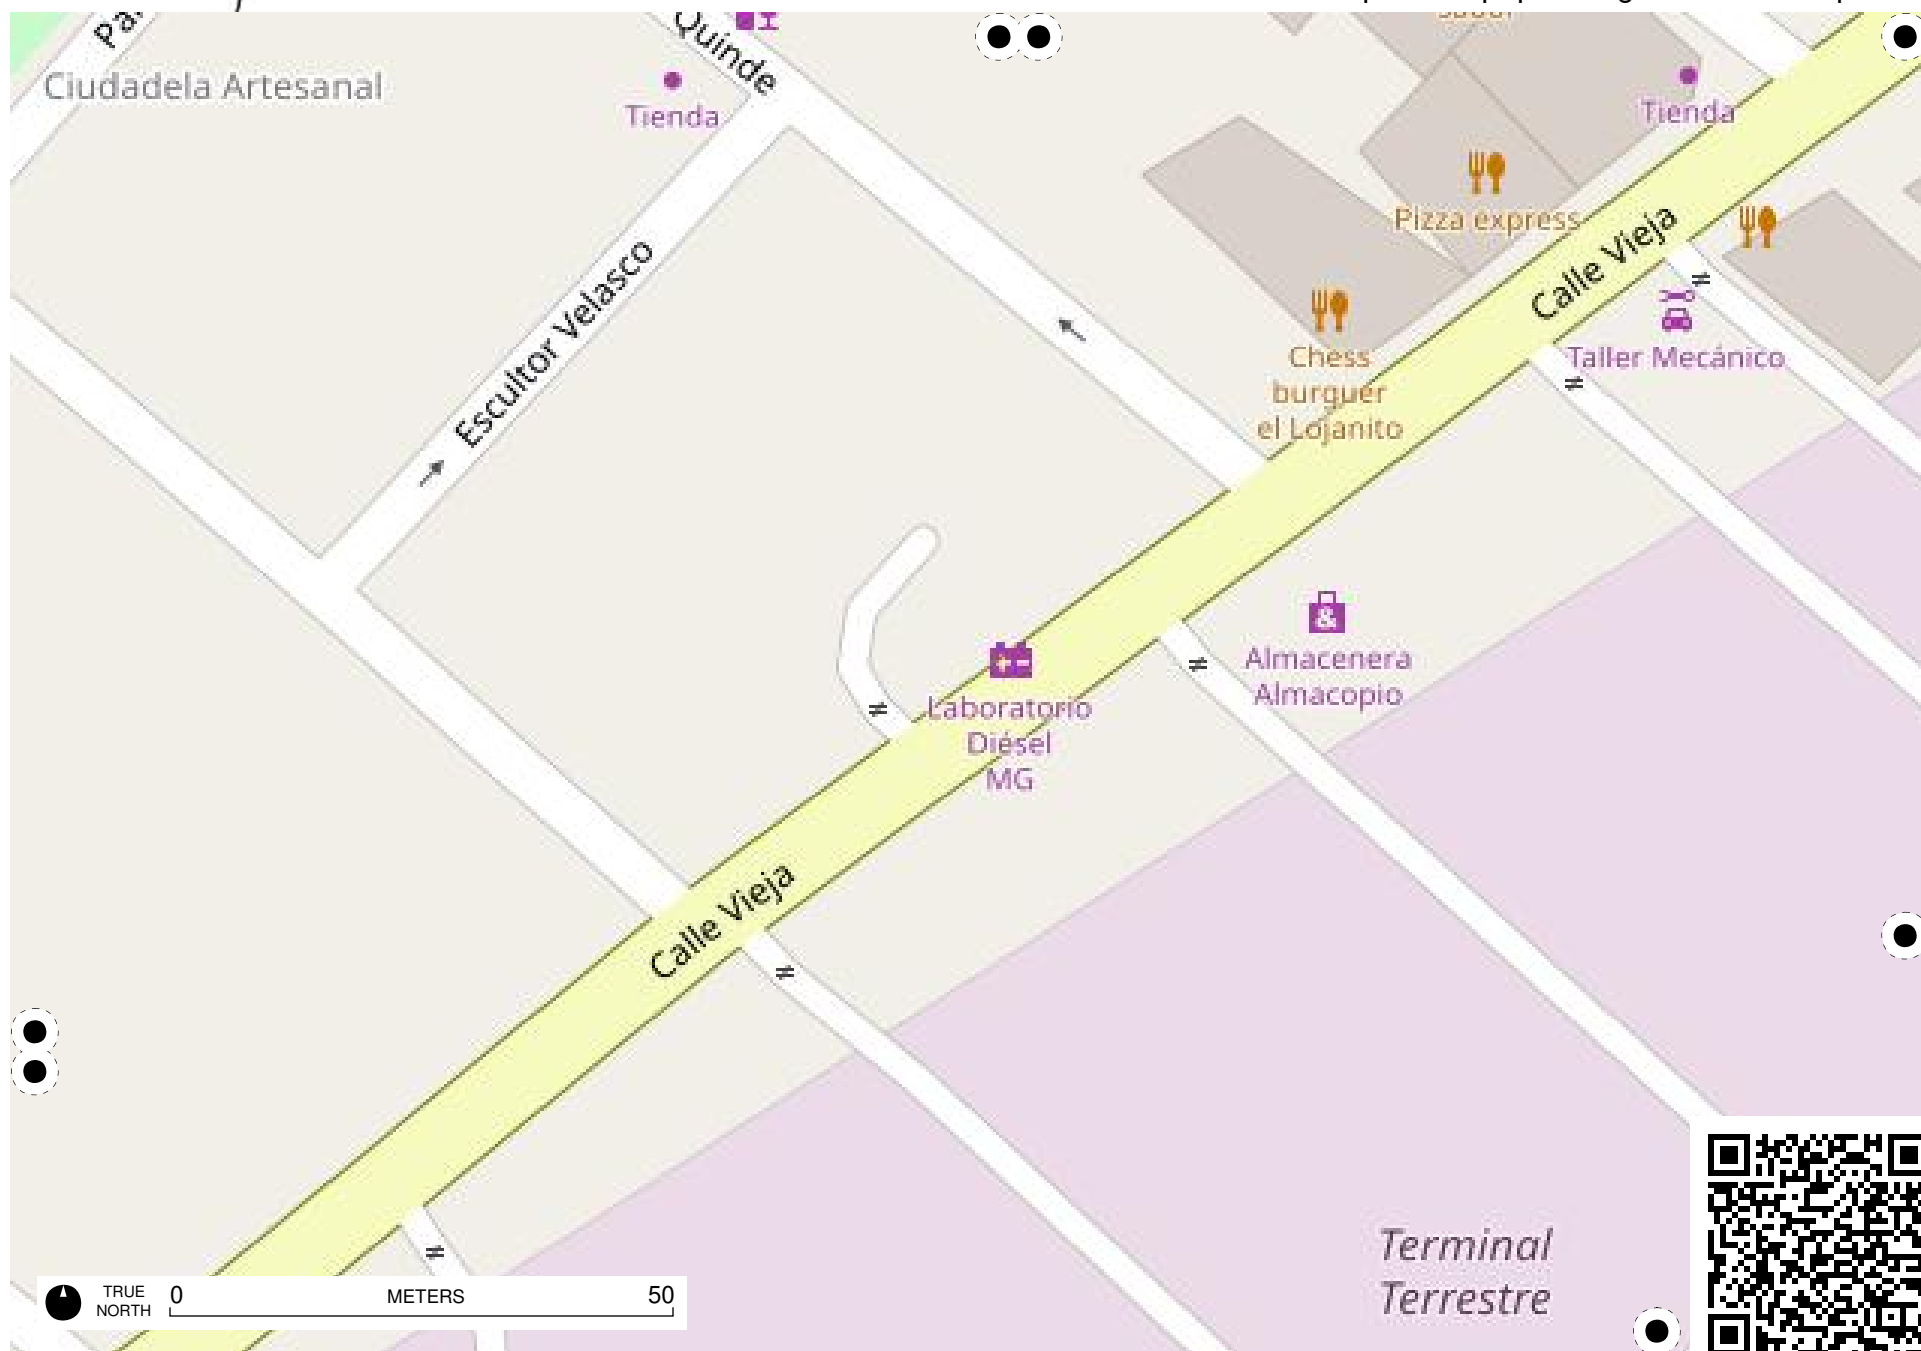 Quinde
Ciudadela Artesanal
Tienda
Tienda
Pizza express
Calle Vieja
Escultor Velasco
Chess
burguer
el Lojanito
Taller Mecánico
Almacenera
Almacopio
Laboratorio
Diésel
MG
Calle Vieja
Terminal
Terrestre
TRUE
NORTH
0 METERS 50